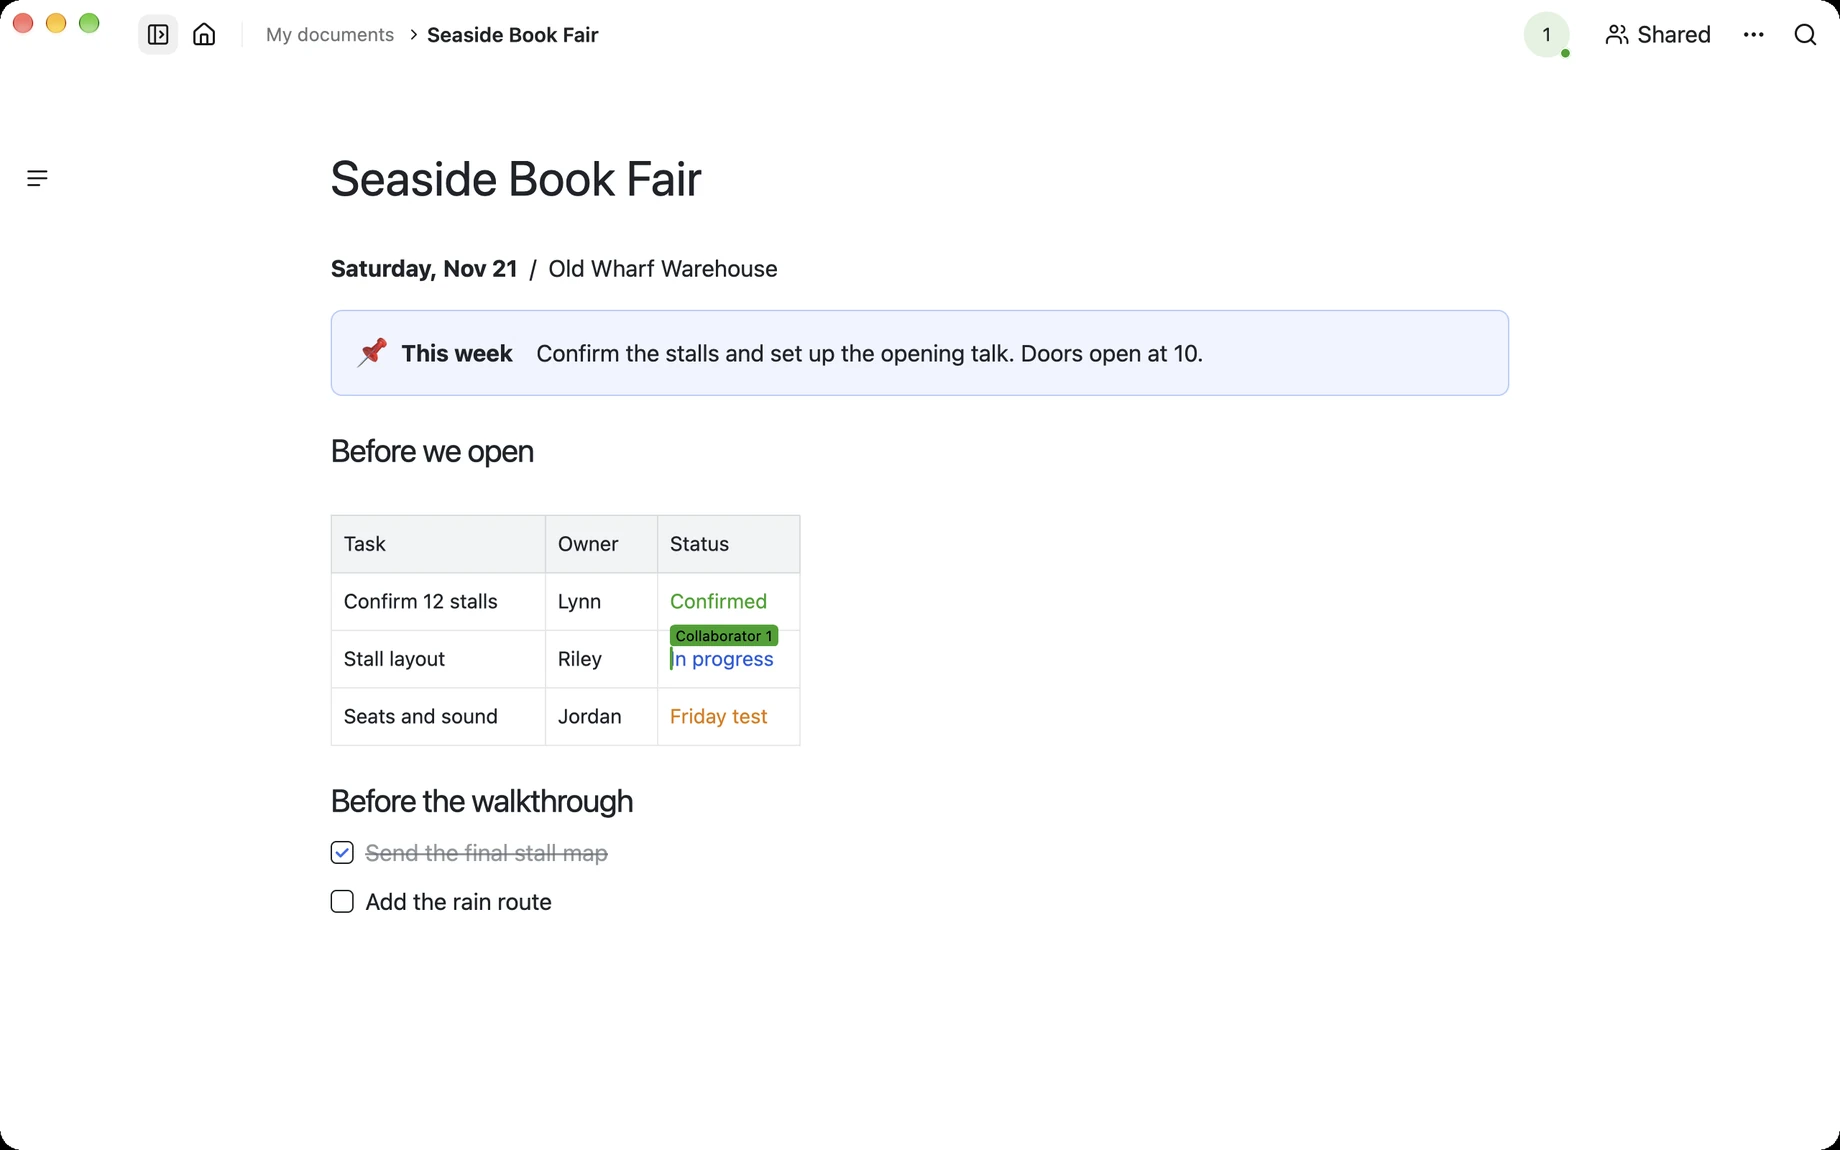 My documents > Seaside Book Fair
1
Shared
Seaside Book Fair
Saturday, Nov 21 / Old Wharf Warehouse
This week Confirm the stalls and set up the opening talk. Doors open at 10.
Before we open
Task Owner Status
Confirm 12 stalls Lynn Confirmed
Collaborator 1
Stall layout Riley In progress
Seats and sound Jordan Friday test
Before the walkthrough
Send the final stall map
Add the rain route